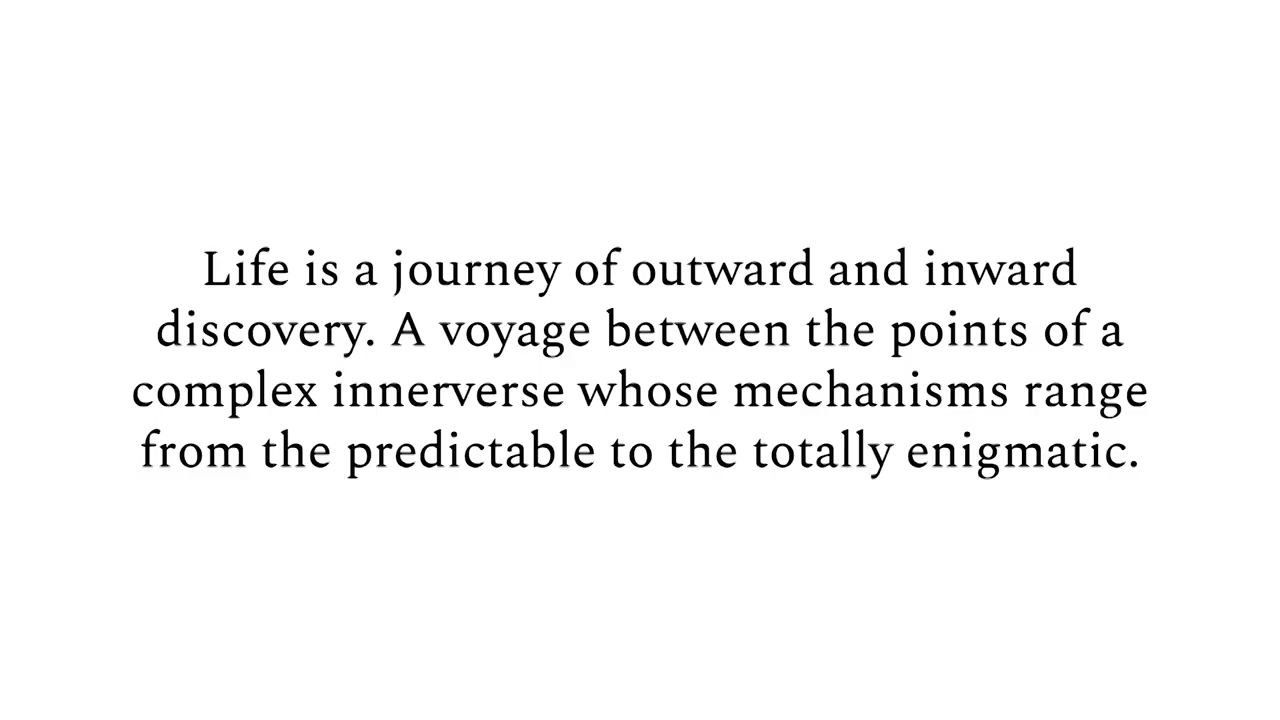 Life is a journey of outward and inward
discovery. A voyage between the points of a
complex innerverse whose mechanisms range
from the predictable to the totally enigmatic.